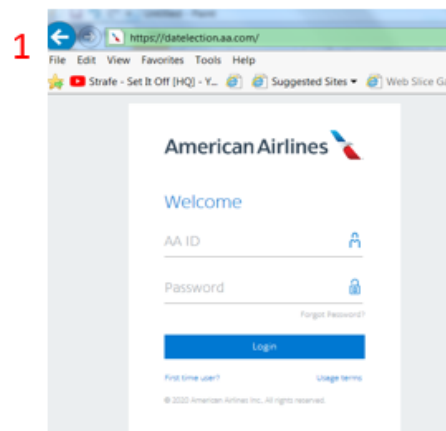 1
https://datelection.aa.com/
File Edit View Favorites Tools Help
Strafe - Set It Off [HQ] - Y... Suggested Sites Web Slice Ga
American Airlines
Welcome
AA ID
Password
Forgot Password?
Login
First time user? Usage terms
© 2020 American Airlines Inc., All rights reserved.